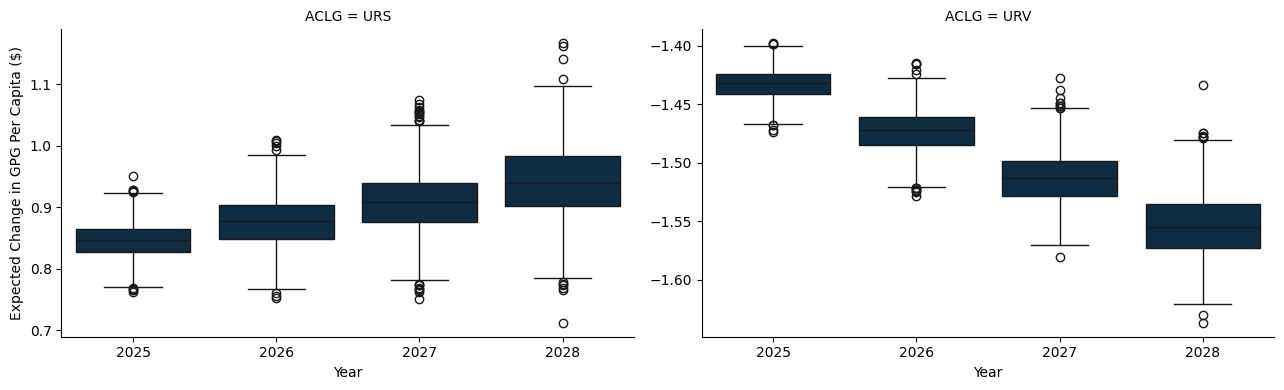 ACLG = URS
Expected Change in GPG Per Capita ($)
1.1
1.0
0.9
0.8
0.7
2025 2026 2027 2028
Year
ACLG = URV
−1.40
−1.45
−1.50
−1.55
−1.60
2025 2026 2027 2028
Year